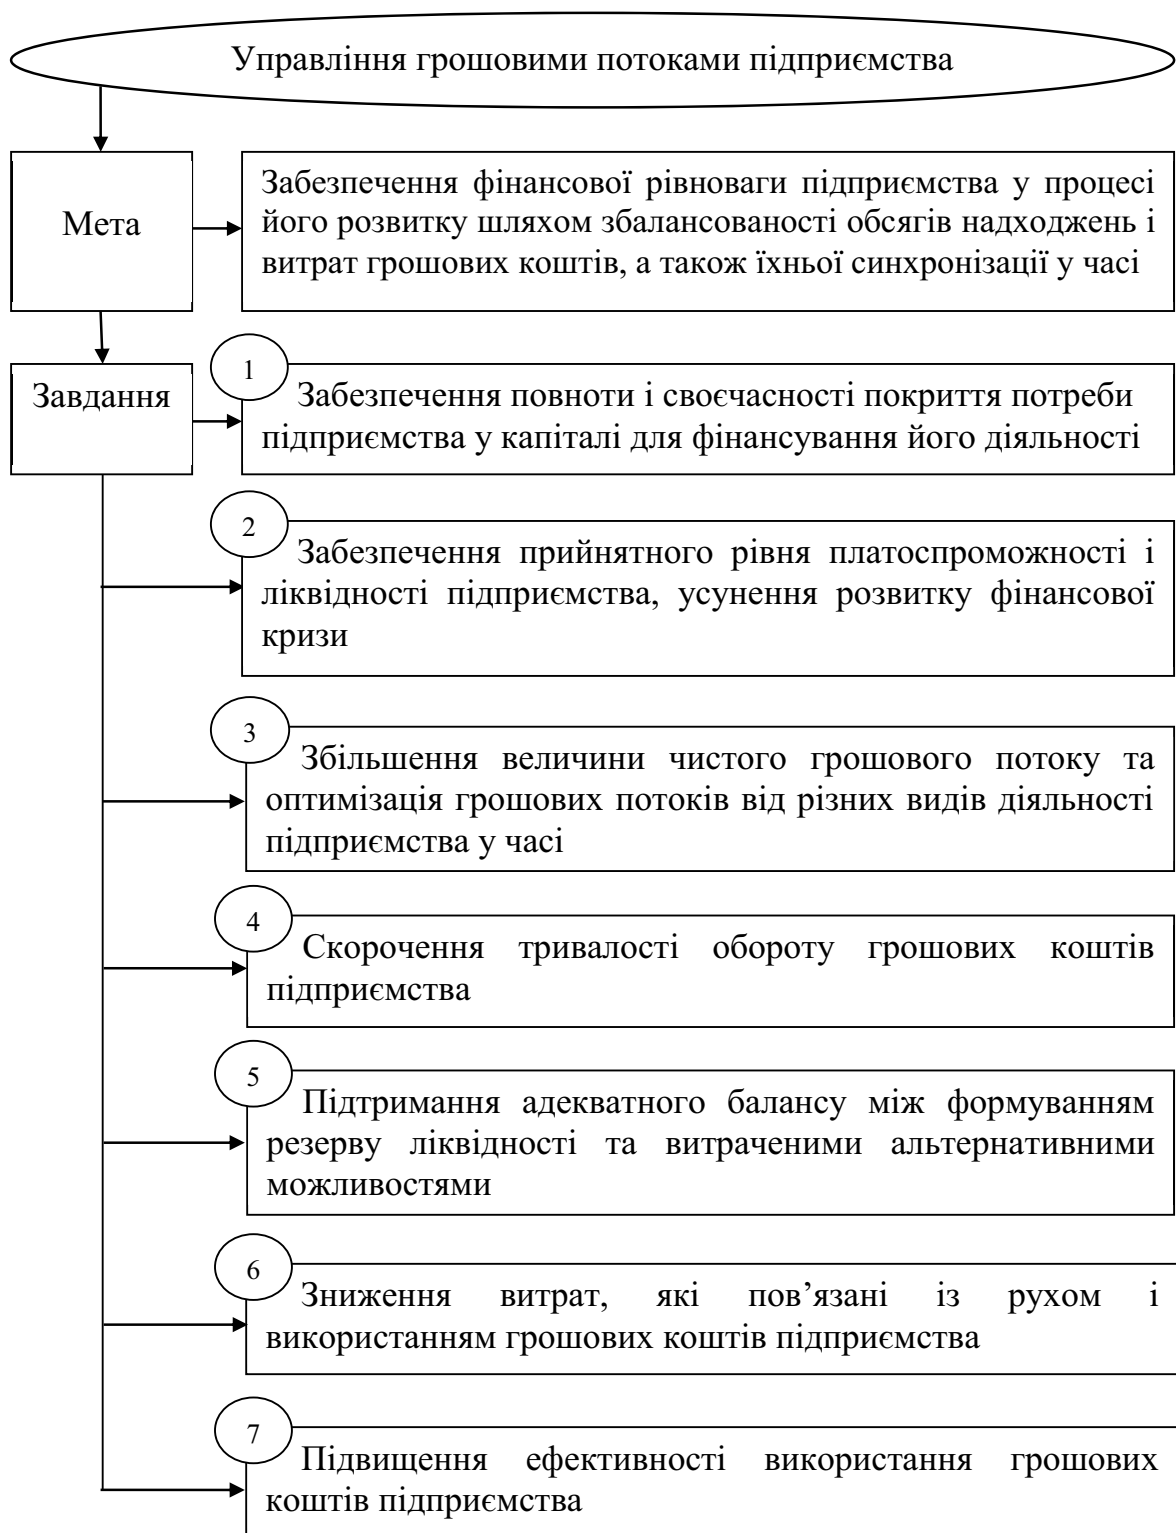 Управління грошовими потоками підприємства
Мета
Забезпечення фінансової рівноваги підприємства у процесі
його розвитку шляхом збалансованості обсягів надходжень і
витрат грошових коштів, а також їхньої синхронізації у часі
Завдання
1
Забезпечення повноти і своєчасності покриття потреби
підприємства у капіталі для фінансування його діяльності
2
Забезпечення прийнятного рівня платоспроможності і
ліквідності підприємства, усунення розвитку фінансової
кризи
3
Збільшення величини чистого грошового потоку та
оптимізація грошових потоків від різних видів діяльності
підприємства у часі
4
Скорочення тривалості обороту грошових коштів
підприємства
5
Підтримання адекватного балансу між формуванням
резерву ліквідності та витраченими альтернативними
можливостями
6
Зниження витрат, які пов’язані із рухом і
використанням грошових коштів підприємства
7
Підвищення ефективності використання грошових
коштів підприємства